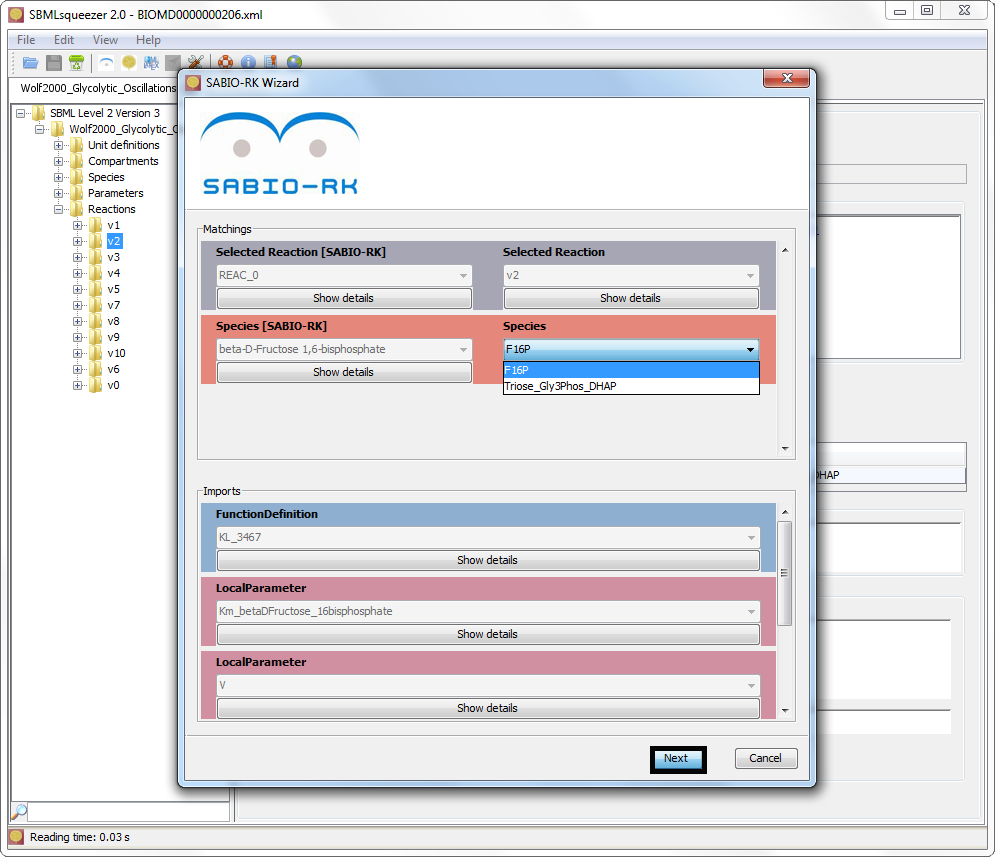 SBMLsqueezer 2.0 - BIOMD0000000206.xml
File Edit View Help
Wolf2000_Glycolytic_Oscillations
SBML Level 2 Version 3
Wolf2000_Glycolytic_O
Unit definitions
Compartments
Species
Parameters
Reactions
v1
v2
v3
v4
v5
v7
v8
v9
v10
v6
v0
SABIO-RK Wizard
SABIO-RK
Matchings
Selected Reaction [SABIO-RK] Selected Reaction
REAC_0 v2
Show details Show details
Species [SABIO-RK] Species
beta-D-Fructose 1,6-bisphosphate F16P
Show details F16P
Triose_Gly3Phos_DHAP
DHAP
Imports
FunctionDefinition
KL_3467
Show details
LocalParameter
Km_betaDFructose_16bisphosphate
Show details
LocalParameter
V
Show details
Next Cancel
Reading time: 0.03 s